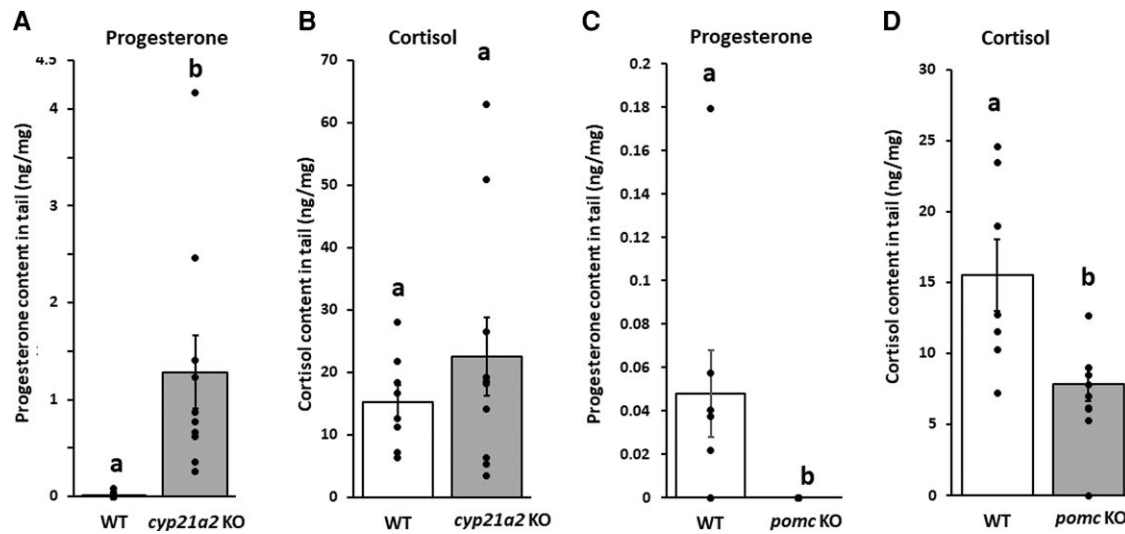 A
Progesterone
Progesterone content in tail (ng/mg)
4.5
4
3
2
1
0
b
a
WT
cyp21a2 KO
B
Cortisol
Cortisol content in tail (ng/mg)
70
60
50
40
30
20
10
0
a
a
WT
cyp21a2 KO
C
Progesterone
Progesterone content in tail (ng/mg)
0.2
0.18
0.16
0.14
0.12
0.1
0.08
0.06
0.04
0.02
0
a
b
WT
pomc KO
D
Cortisol
Cortisol content in tail (ng/mg)
30
25
20
15
10
5
0
a
b
WT
pomc KO